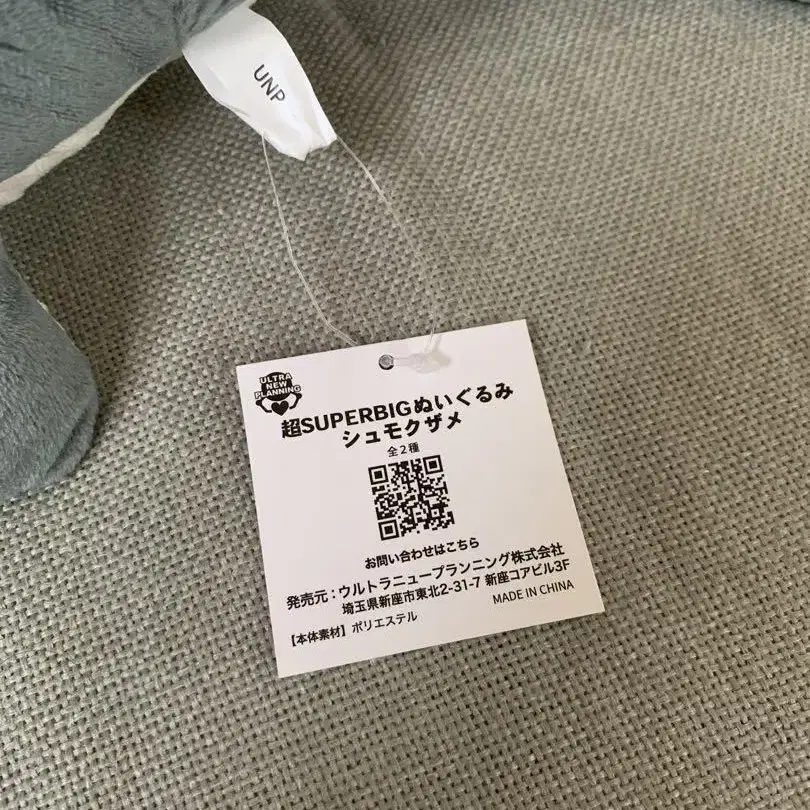 UNP
ULTRA
NEW
PLANNING
超SUPERBIGぬいぐるみ
シュモクザメ
全2種
お問い合わせはこちら
発売元：ウルトラニュープランニング株式会社
埼玉県新座市東北2-31-7 新座コアビル3F
MADE IN CHINA
【本体素材】ポリエステル